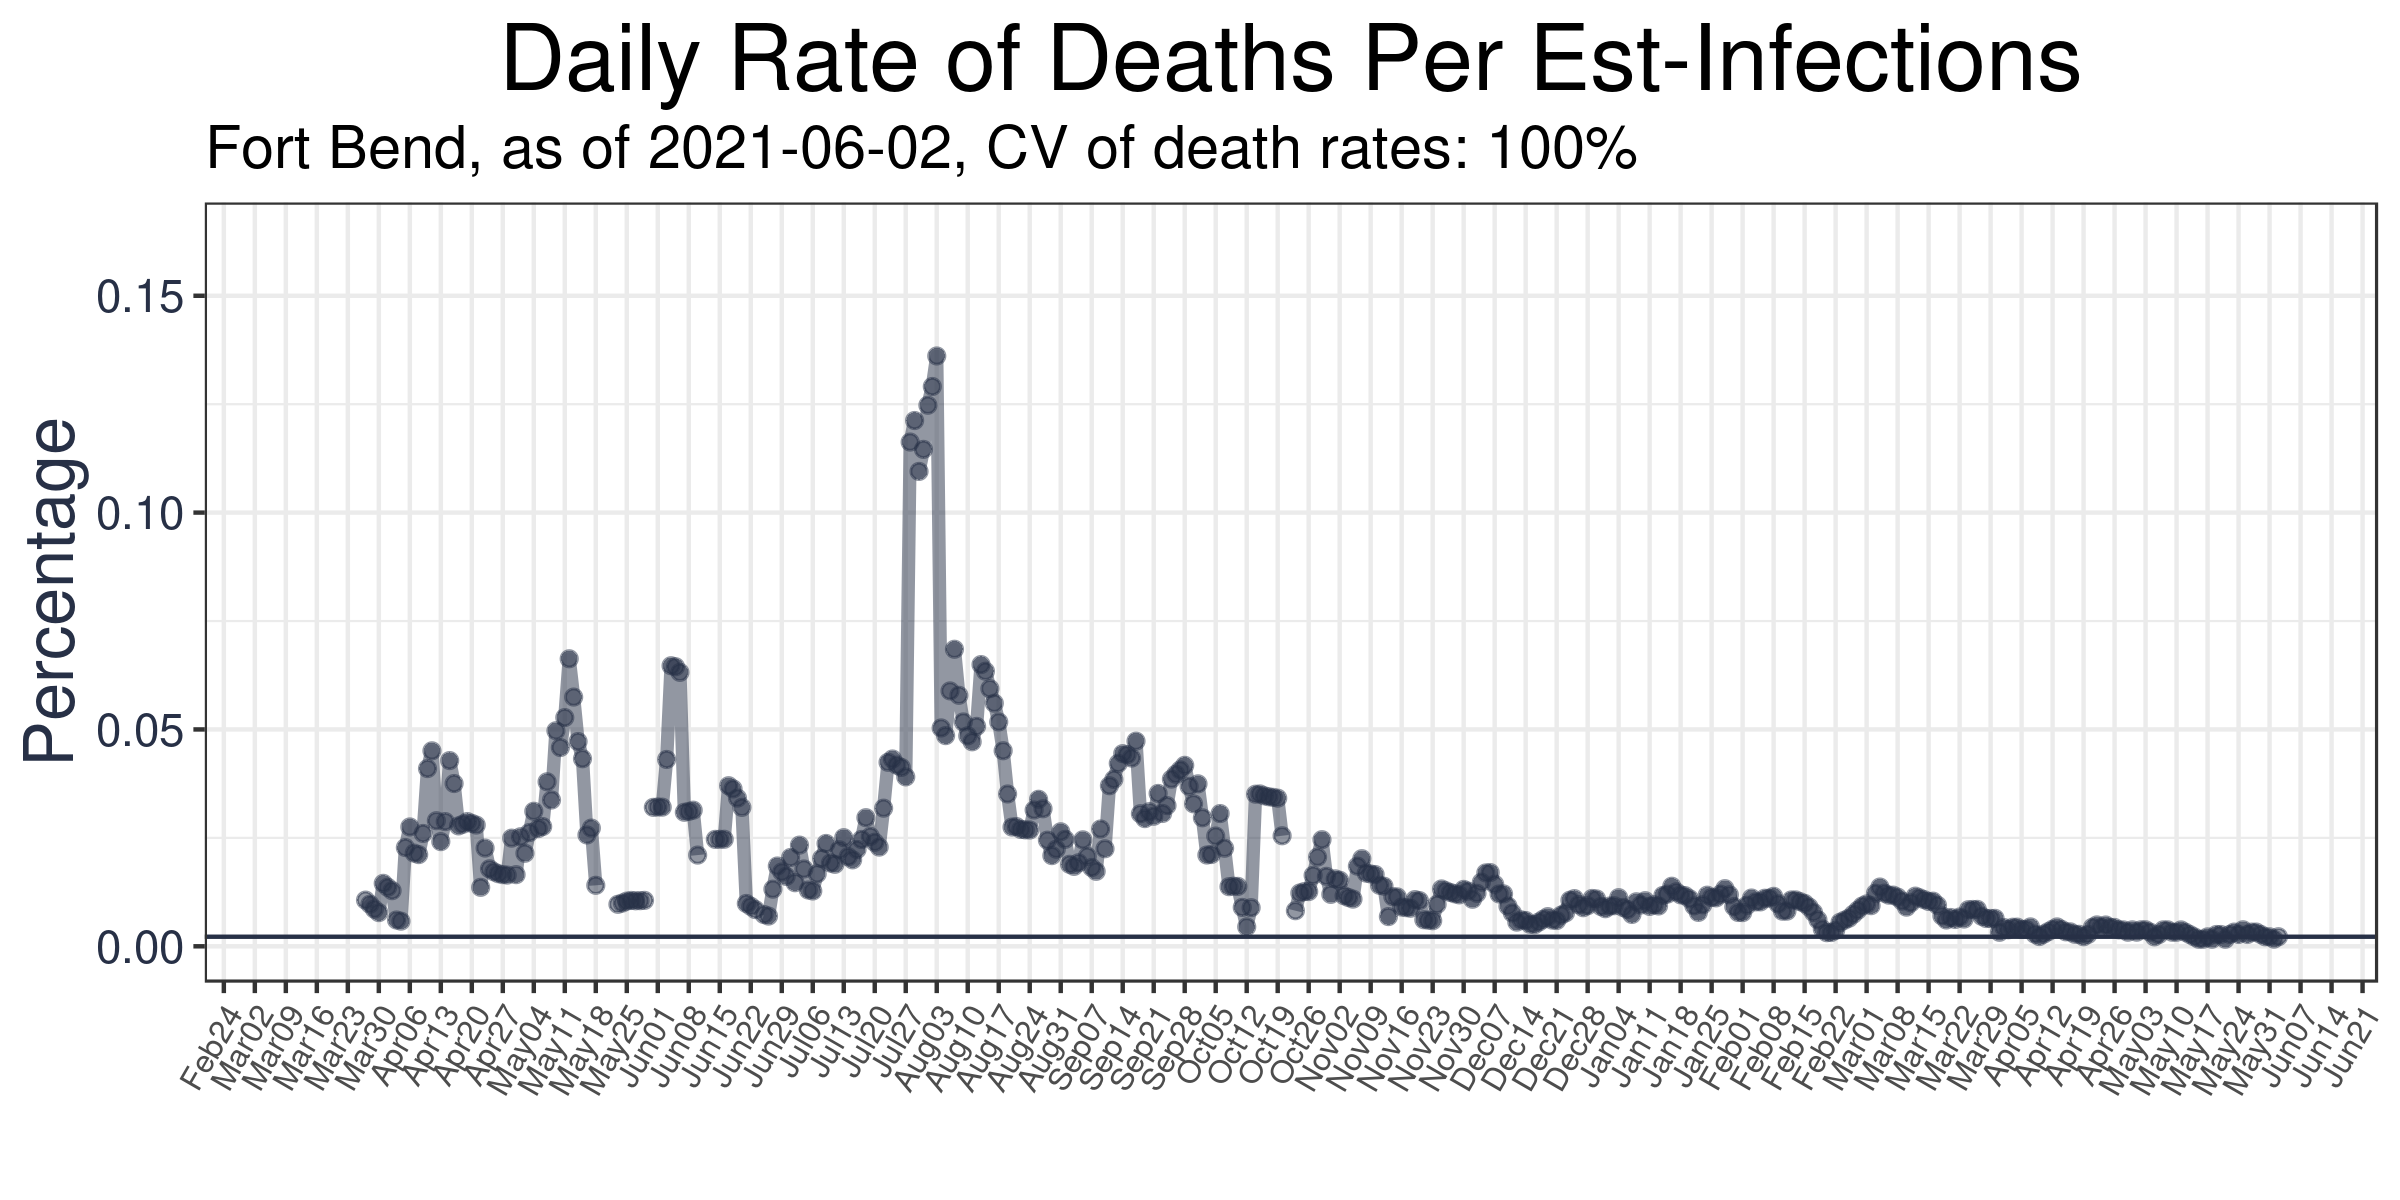 Daily Rate of Deaths Per Est-Infections
Fort Bend, as of 2021-06-02, CV of death rates: 100%
Percentage
0.15
0.10
0.05
0.00
Feb24
Mar02
Mar09
Mar16
Mar23
Mar30
Apr06
Apr13
Apr20
Apr27
May04
May11
May18
May25
Jun01
Jun08
Jun15
Jun22
Jun29
Jul06
Jul13
Jul20
Jul27
Aug03
Aug10
Aug17
Aug24
Aug31
Sep07
Sep14
Sep21
Sep28
Oct05
Oct12
Oct19
Oct26
Nov02
Nov09
Nov16
Nov23
Nov30
Dec07
Dec14
Dec21
Dec28
Jan04
Jan11
Jan18
Jan25
Feb01
Feb08
Feb15
Feb22
Mar01
Mar08
Mar15
Mar22
Mar29
Apr05
Apr12
Apr19
Apr26
May03
May10
May17
May24
May31
Jun07
Jun14
Jun21